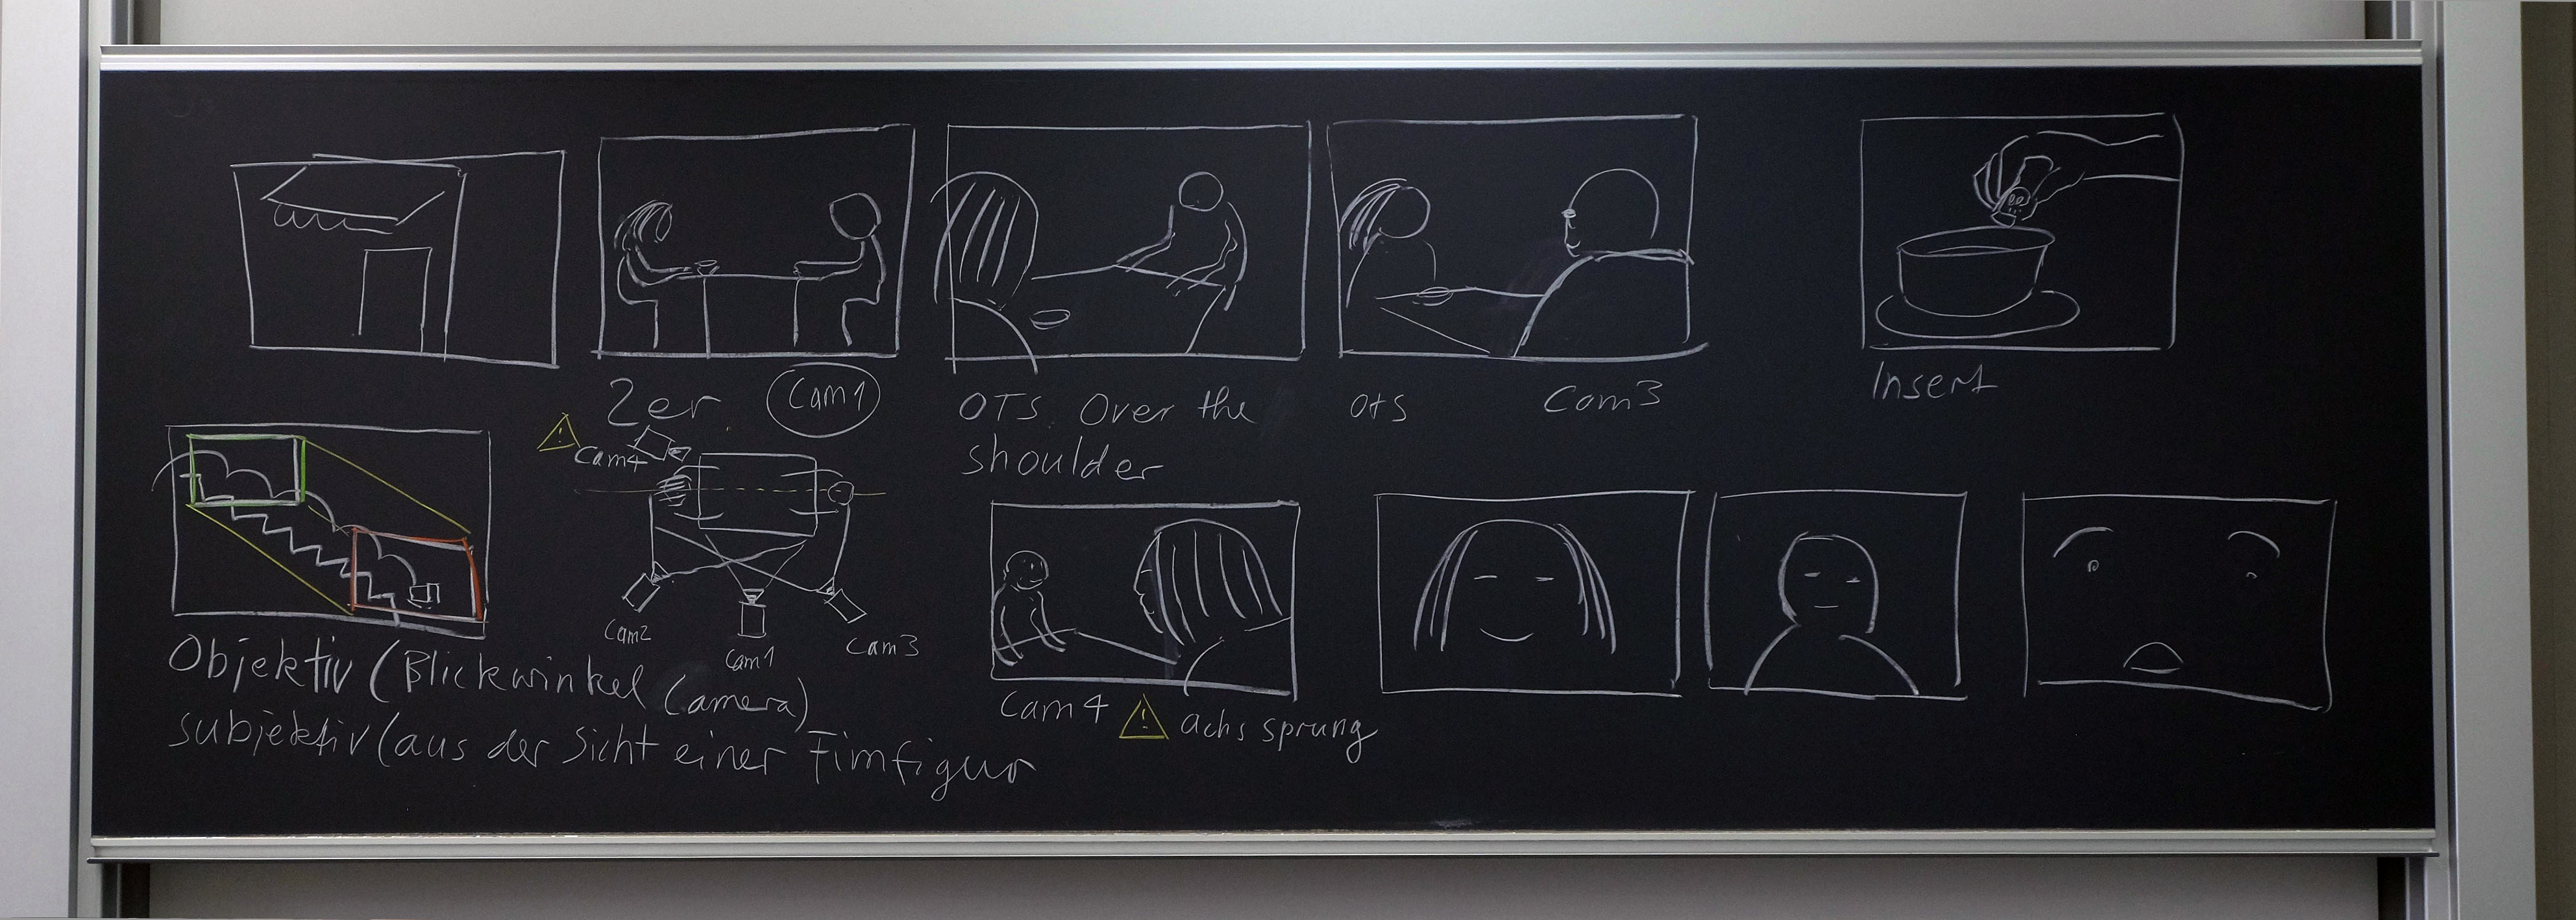 2er Cam1
OTS Over the
shoulder
OtS Cam3
Insert
! Cam4
Cam2
Cam1
Cam3
Objektiv (Blickwinkel Camera)
subjektiv (aus der Sicht einer Fimfigur
Cam4 ! achs sprung